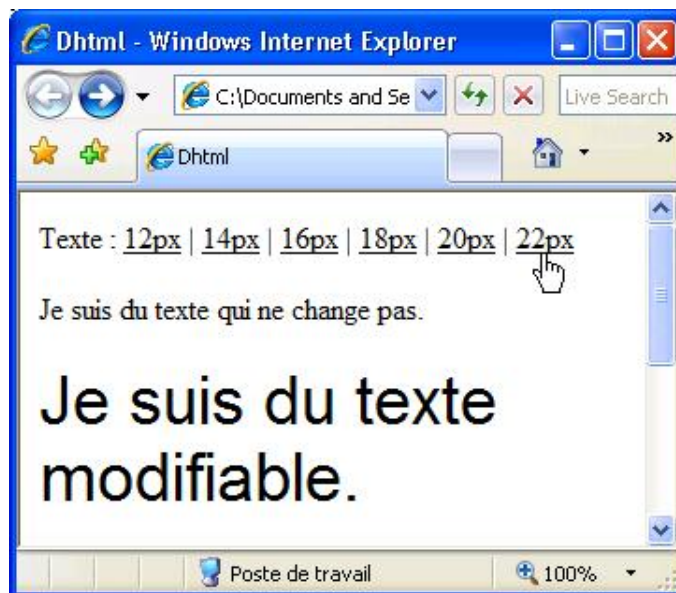 Dhtml - Windows Internet Explorer
C:\Documents and Se
Live Search
Dhtml
Texte : 12px | 14px | 16px | 18px | 20px | 22px
Je suis du texte qui ne change pas.
Je suis du texte
modifiable.
Poste de travail
100%